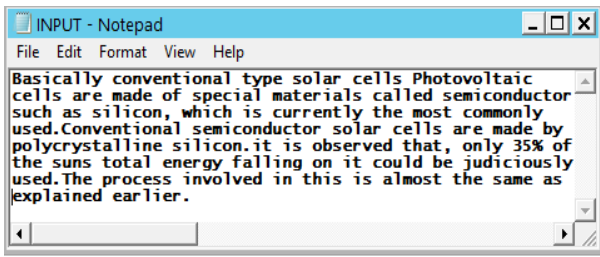 INPUT - Notepad
File Edit Format View Help
Basically conventional type solar cells Photovoltaic
cells are made of special materials called semiconductor
such as silicon, which is currently the most commonly
used.Conventional semiconductor solar cells are made by
polycrystalline silicon.it is observed that, only 35% of
the suns total energy falling on it could be judiciously
used.The process involved in this is almost the same as
explained earlier.